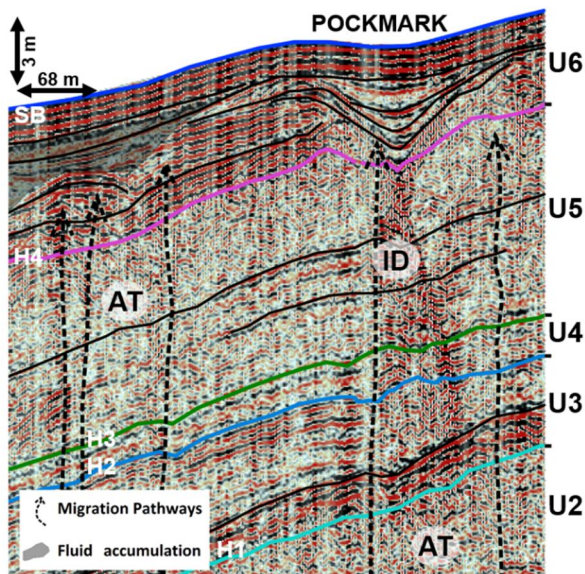 POCKMARK
3 m
68 m
U6
SB
U5
H4
ID
AT
U4
H3
U3
H2
U2
Migration Pathways
Fluid accumulation
H1
AT